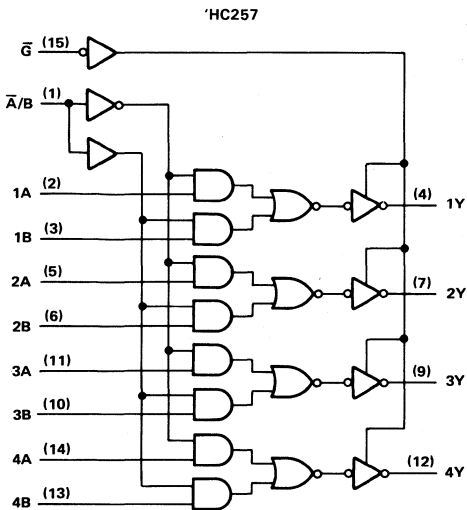 'HC257
G̅ (15)
A̅/B (1)
1A (2)
(4) 1Y
1B (3)
2A (5)
(7) 2Y
2B (6)
3A (11)
(9) 3Y
3B (10)
4A (14)
(12) 4Y
4B (13)